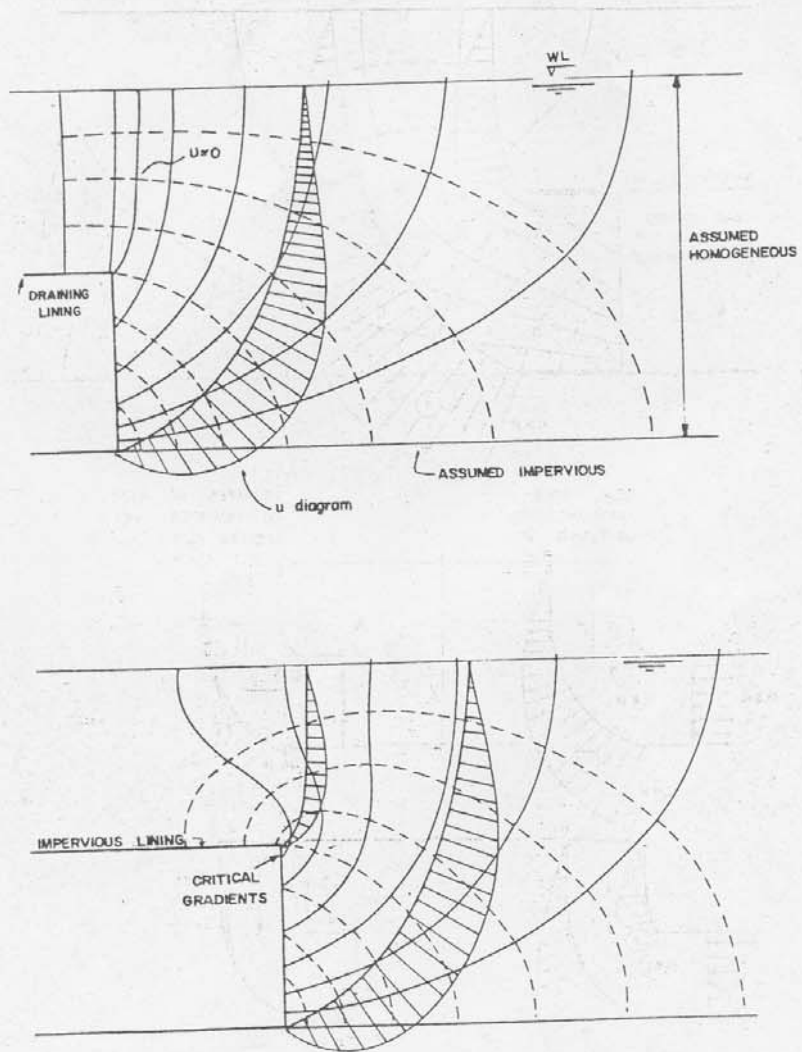 WL
U=0
ASSUMED
HOMOGENEOUS
DRAINING
LINING
ASSUMED IMPERVIOUS
u diagram
IMPERVIOUS LINING
CRITICAL
GRADIENTS